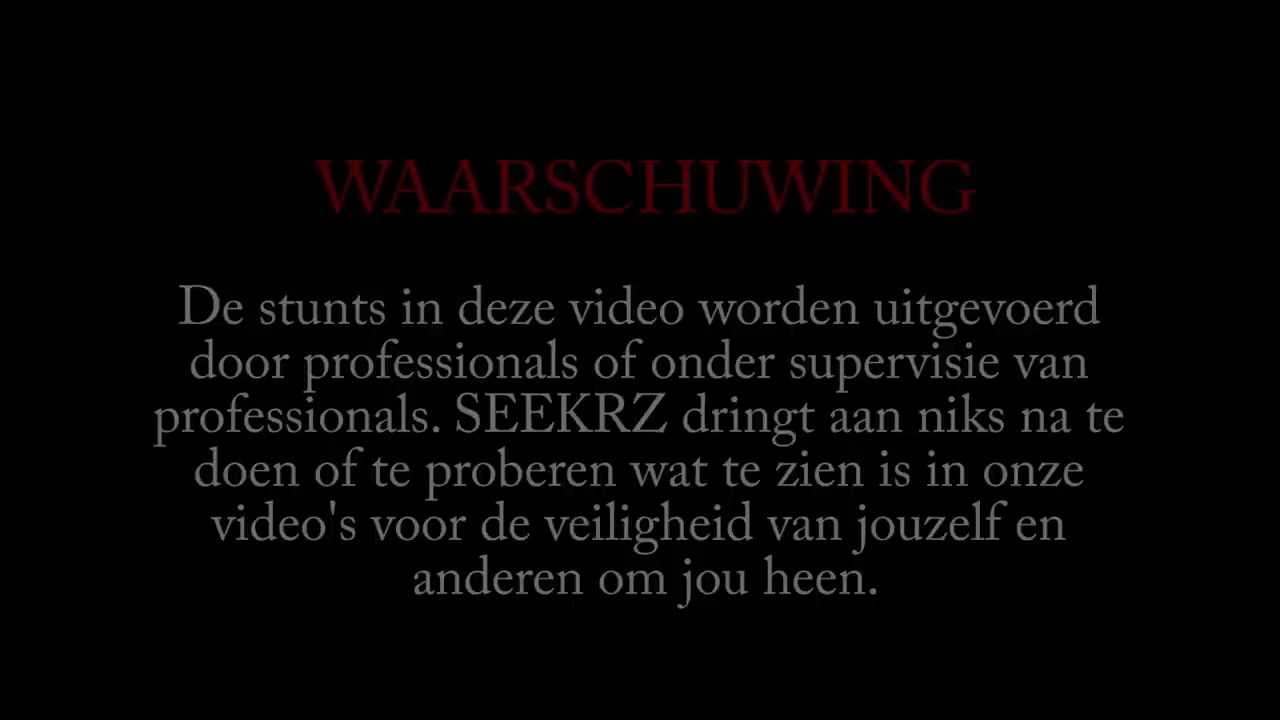 WAARSCHUWING
De stunts in deze video worden uitgevoerd
door professionals of onder supervisie van
professionals. SEEKRZ dringt aan niks na te
doen of te proberen wat te zien is in onze
video's voor de veiligheid van jouzelf en
anderen om jou heen.